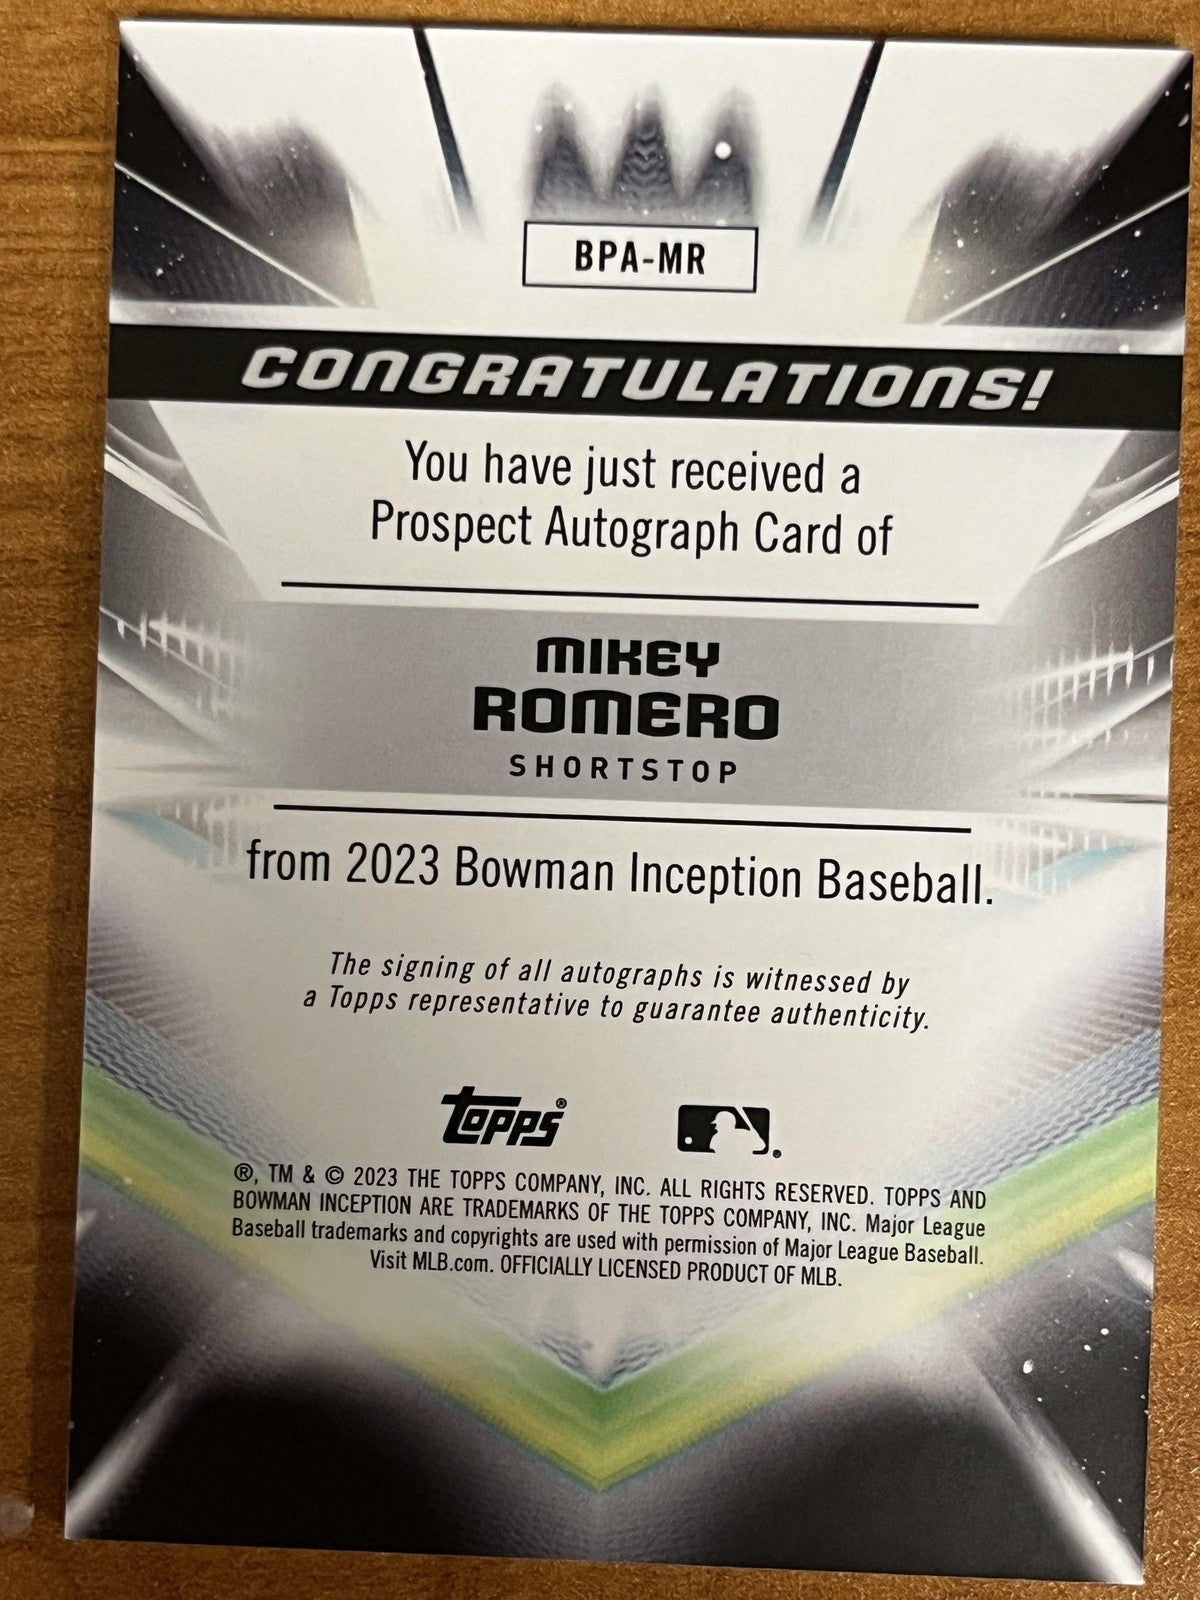 BPA-MR
CONGRATULATIONS!
You have just received a
Prospect Autograph Card of
MIKEY
ROMERO
SHORTSTOP
from 2023 Bowman Inception Baseball.
The signing of all autographs is witnessed by
a Topps representative to guarantee authenticity.
Topps®
®, TM & © 2023 THE TOPPS COMPANY, INC. ALL RIGHTS RESERVED. TOPPS AND
BOWMAN INCEPTION ARE TRADEMARKS OF THE TOPPS COMPANY, INC. Major League
Baseball trademarks and copyrights are used with permission of Major League Baseball.
Visit MLB.com. OFFICIALLY LICENSED PRODUCT OF MLB.